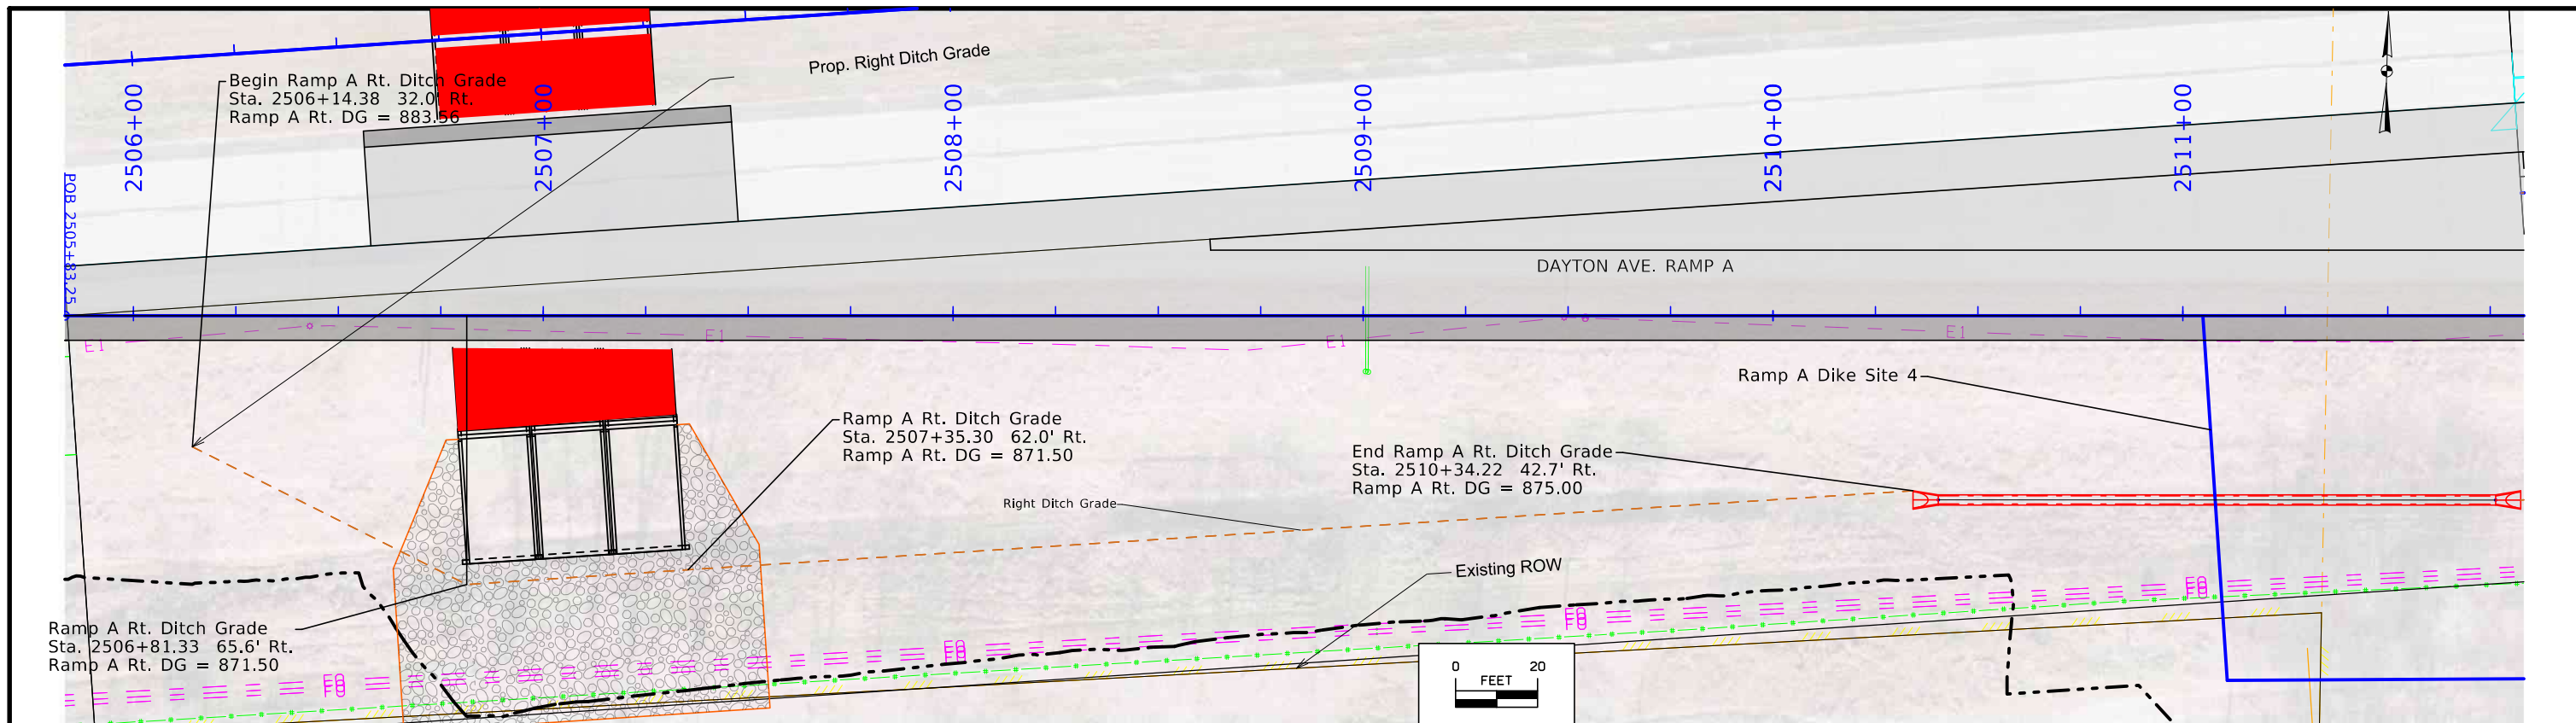 Begin Ramp A Rt. Ditch Grade
Sta. 2506+14.38 32.0' Rt.
Ramp A Rt. DG = 883.56
Prop. Right Ditch Grade
2506+00
2507+00
2508+00
2509+00
2510+00
2511+00
POB 2505+83.25
DAYTON AVE. RAMP A
E1
E1
E1
E1
Ramp A Dike Site 4
Ramp A Rt. Ditch Grade
Sta. 2507+35.30 62.0' Rt.
Ramp A Rt. DG = 871.50
End Ramp A Rt. Ditch Grade
Sta. 2510+34.22 42.7' Rt.
Ramp A Rt. DG = 875.00
Right Ditch Grade
Existing ROW
Ramp A Rt. Ditch Grade
Sta. 2506+81.33 65.6' Rt.
Ramp A Rt. DG = 871.50
0 20
FEET